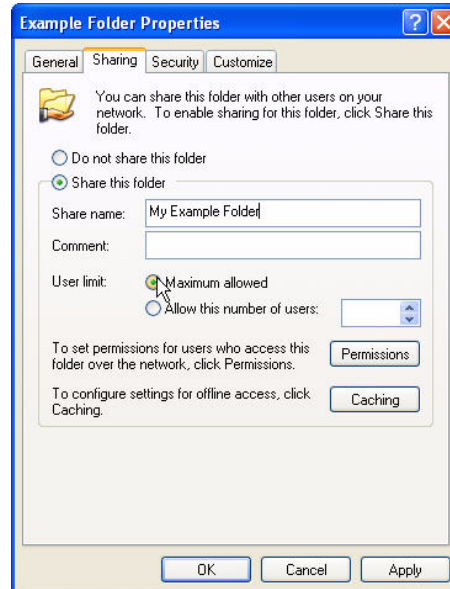 Example Folder Properties
General Sharing Security Customize
You can share this folder with other users on your
network. To enable sharing for this folder, click Share this
folder.
Do not share this folder
Share this folder
Share name: My Example Folder
Comment:
User limit: Maximum allowed
Allow this number of users:
To set permissions for users who access this
folder over the network, click Permissions.
Permissions
To configure settings for offline access, click
Caching.
Caching
OK Cancel Apply